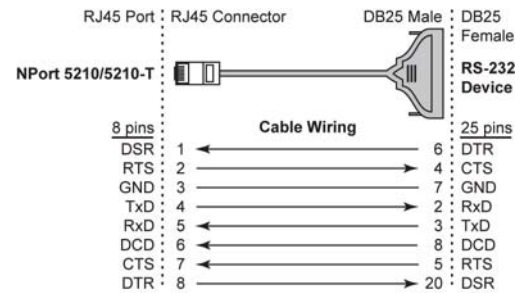 RJ45 Port RJ45 Connector DB25 Male DB25 Female
NPort 5210/5210-T RS-232 Device
8 pins Cable Wiring 25 pins
DSR 1 6 DTR
RTS 2 4 CTS
GND 3 7 GND
TxD 4 2 RxD
RxD 5 3 TxD
DCD 6 8 DCD
CTS 7 5 RTS
DTR 8 20 DSR